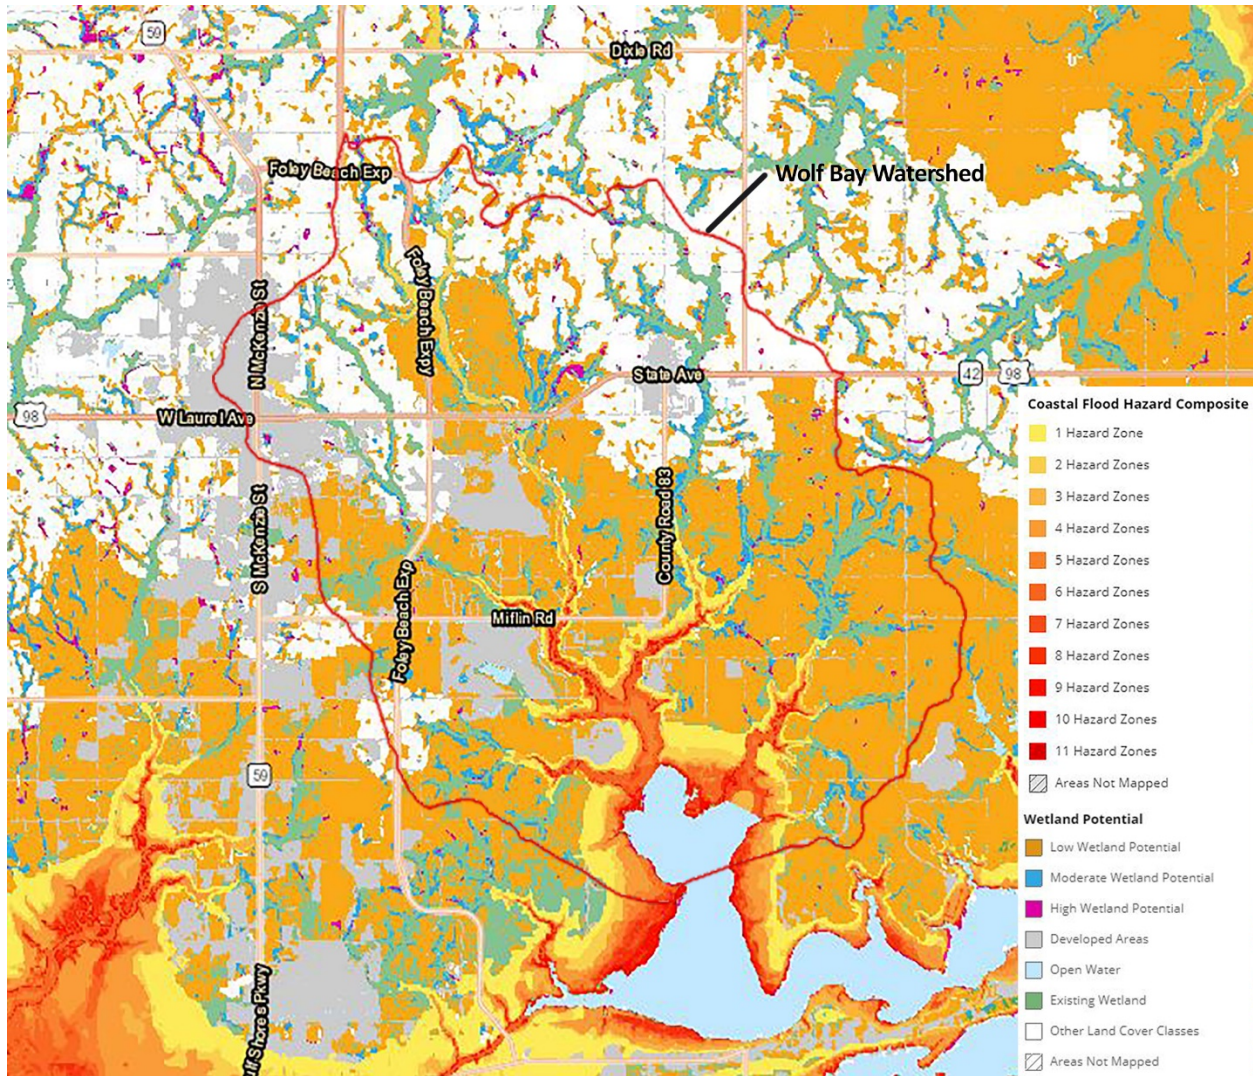 59
Dixie Rd
Foley Beach Exp
Wolf Bay Watershed
Foley Beach Expy
N McKenzie St
State Ave
42
98
98
W Laurel Ave
S McKenzie St
County Road 83
Foley Beach Exp
Miflin Rd
59
ulf Shores Pkwy
Coastal Flood Hazard Composite
1 Hazard Zone
2 Hazard Zones
3 Hazard Zones
4 Hazard Zones
5 Hazard Zones
6 Hazard Zones
7 Hazard Zones
8 Hazard Zones
9 Hazard Zones
10 Hazard Zones
11 Hazard Zones
Areas Not Mapped
Wetland Potential
Low Wetland Potential
Moderate Wetland Potential
High Wetland Potential
Developed Areas
Open Water
Existing Wetland
Other Land Cover Classes
Areas Not Mapped